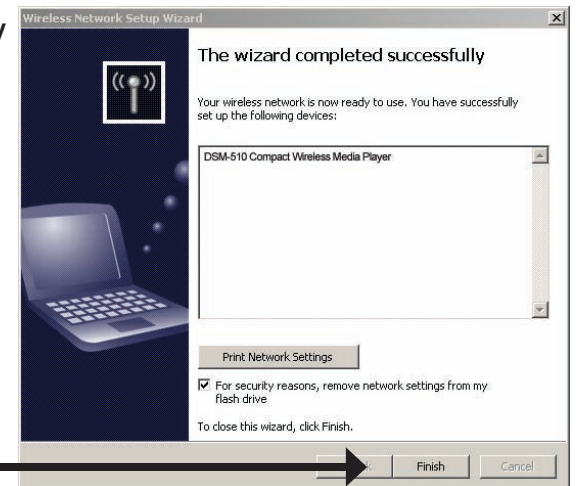 Wireless Network Setup Wizard
The wizard completed successfully
Your wireless network is now ready to use. You have successfully
set up the following devices:
DSM-510 Compact Wireless Media Player
Print Network Settings
For security reasons, remove network settings from my
flash drive
To close this wizard, click Finish.
Finish
Cancel